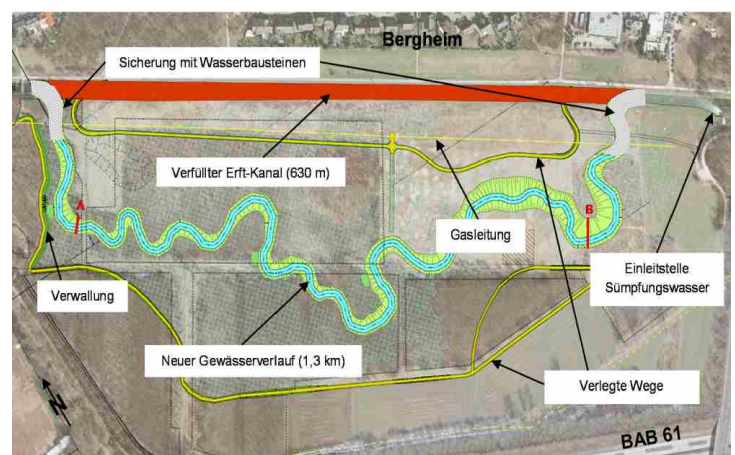 Bergheim
Sicherung mit Wasserbausteinen
Verfüllter Erft-Kanal (630 m)
A
B
Gasleitung
Einleitstelle
Sümpfungswasser
Verwallung
Neuer Gewässerverlauf (1,3 km)
Verlegte Wege
N
BAB 61